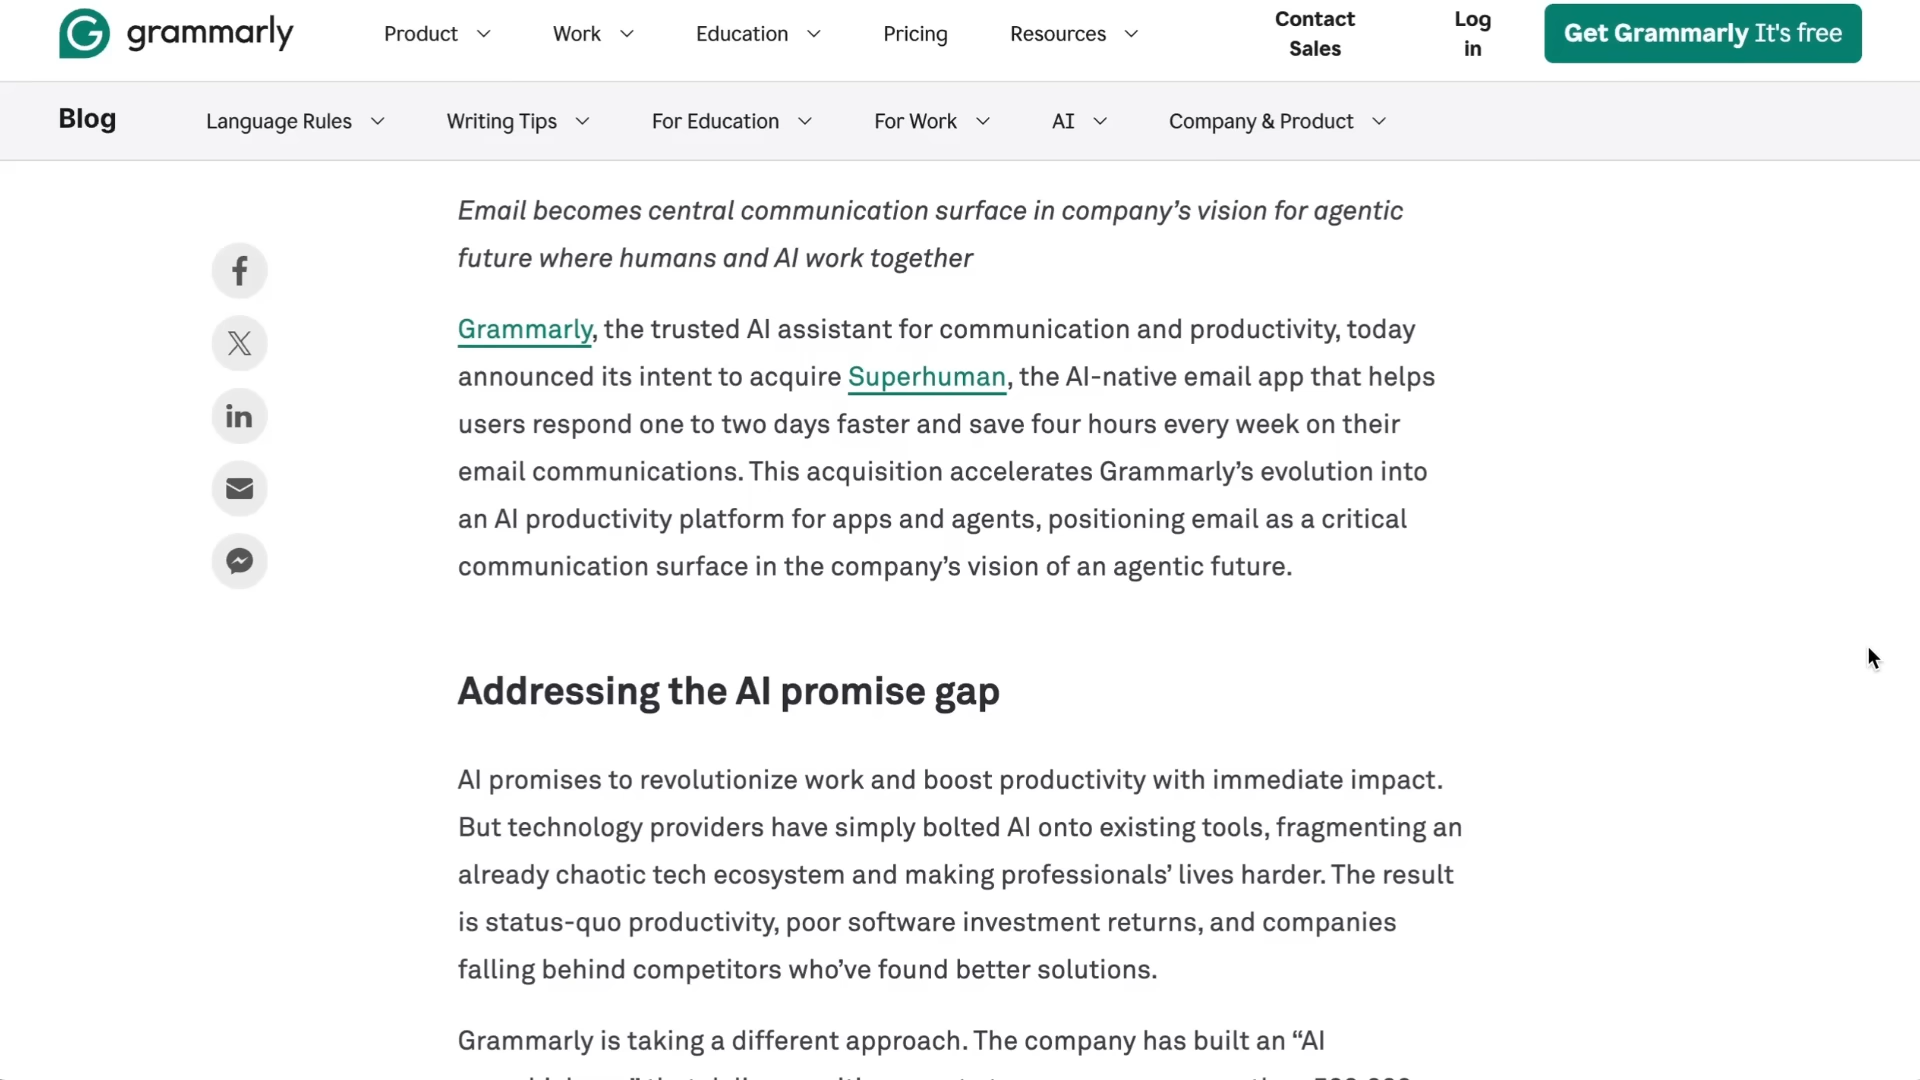 grammarly
Product
Work
Education
Pricing
Resources
Contact
Sales
Log
in
Get Grammarly It's free
Blog
Language Rules
Writing Tips
For Education
For Work
AI
Company & Product
Email becomes central communication surface in company’s vision for agentic
future where humans and AI work together
Grammarly, the trusted AI assistant for communication and productivity, today
announced its intent to acquire Superhuman, the AI-native email app that helps
users respond one to two days faster and save four hours every week on their
email communications. This acquisition accelerates Grammarly’s evolution into
an AI productivity platform for apps and agents, positioning email as a critical
communication surface in the company’s vision of an agentic future.
Addressing the AI promise gap
AI promises to revolutionize work and boost productivity with immediate impact.
But technology providers have simply bolted AI onto existing tools, fragmenting an
already chaotic tech ecosystem and making professionals’ lives harder. The result
is status-quo productivity, poor software investment returns, and companies
falling behind competitors who’ve found better solutions.
Grammarly is taking a different approach. The company has built an “AI